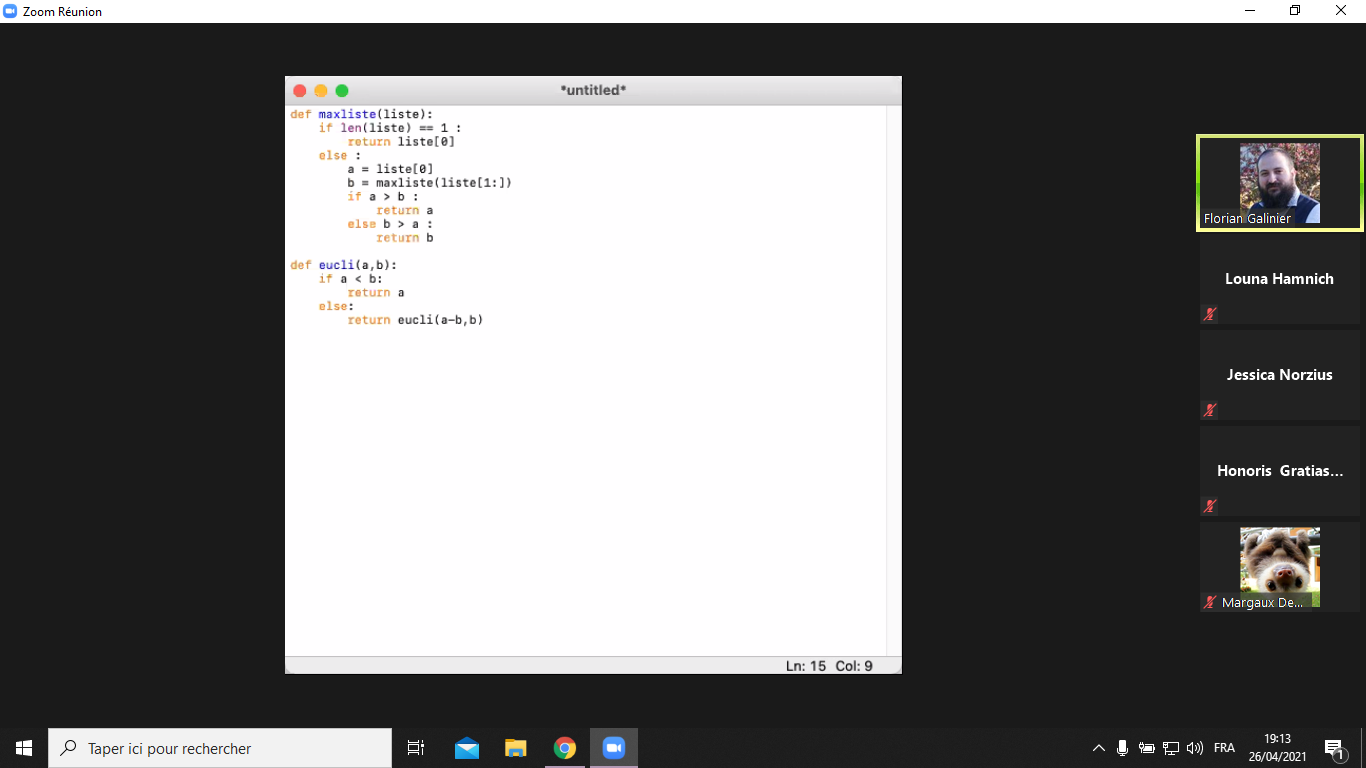 Zoom Réunion
*untitled*
def maxliste(liste):
    if len(liste) == 1 :
        return liste[0]
    else :
        a = liste[0]
        b = maxliste(liste[1:])
        if a > b :
            return a
        else b > a :
            return b
def eucli(a,b):
    if a < b:
        return a
    else:
        return eucli(a-b,b)
Ln: 15 Col: 9
Florian Galinier
Louna Hamnich
Jessica Norzius
Honoris Gratias...
Margaux De...
Taper ici pour rechercher
FRA
19:13
26/04/2021
1